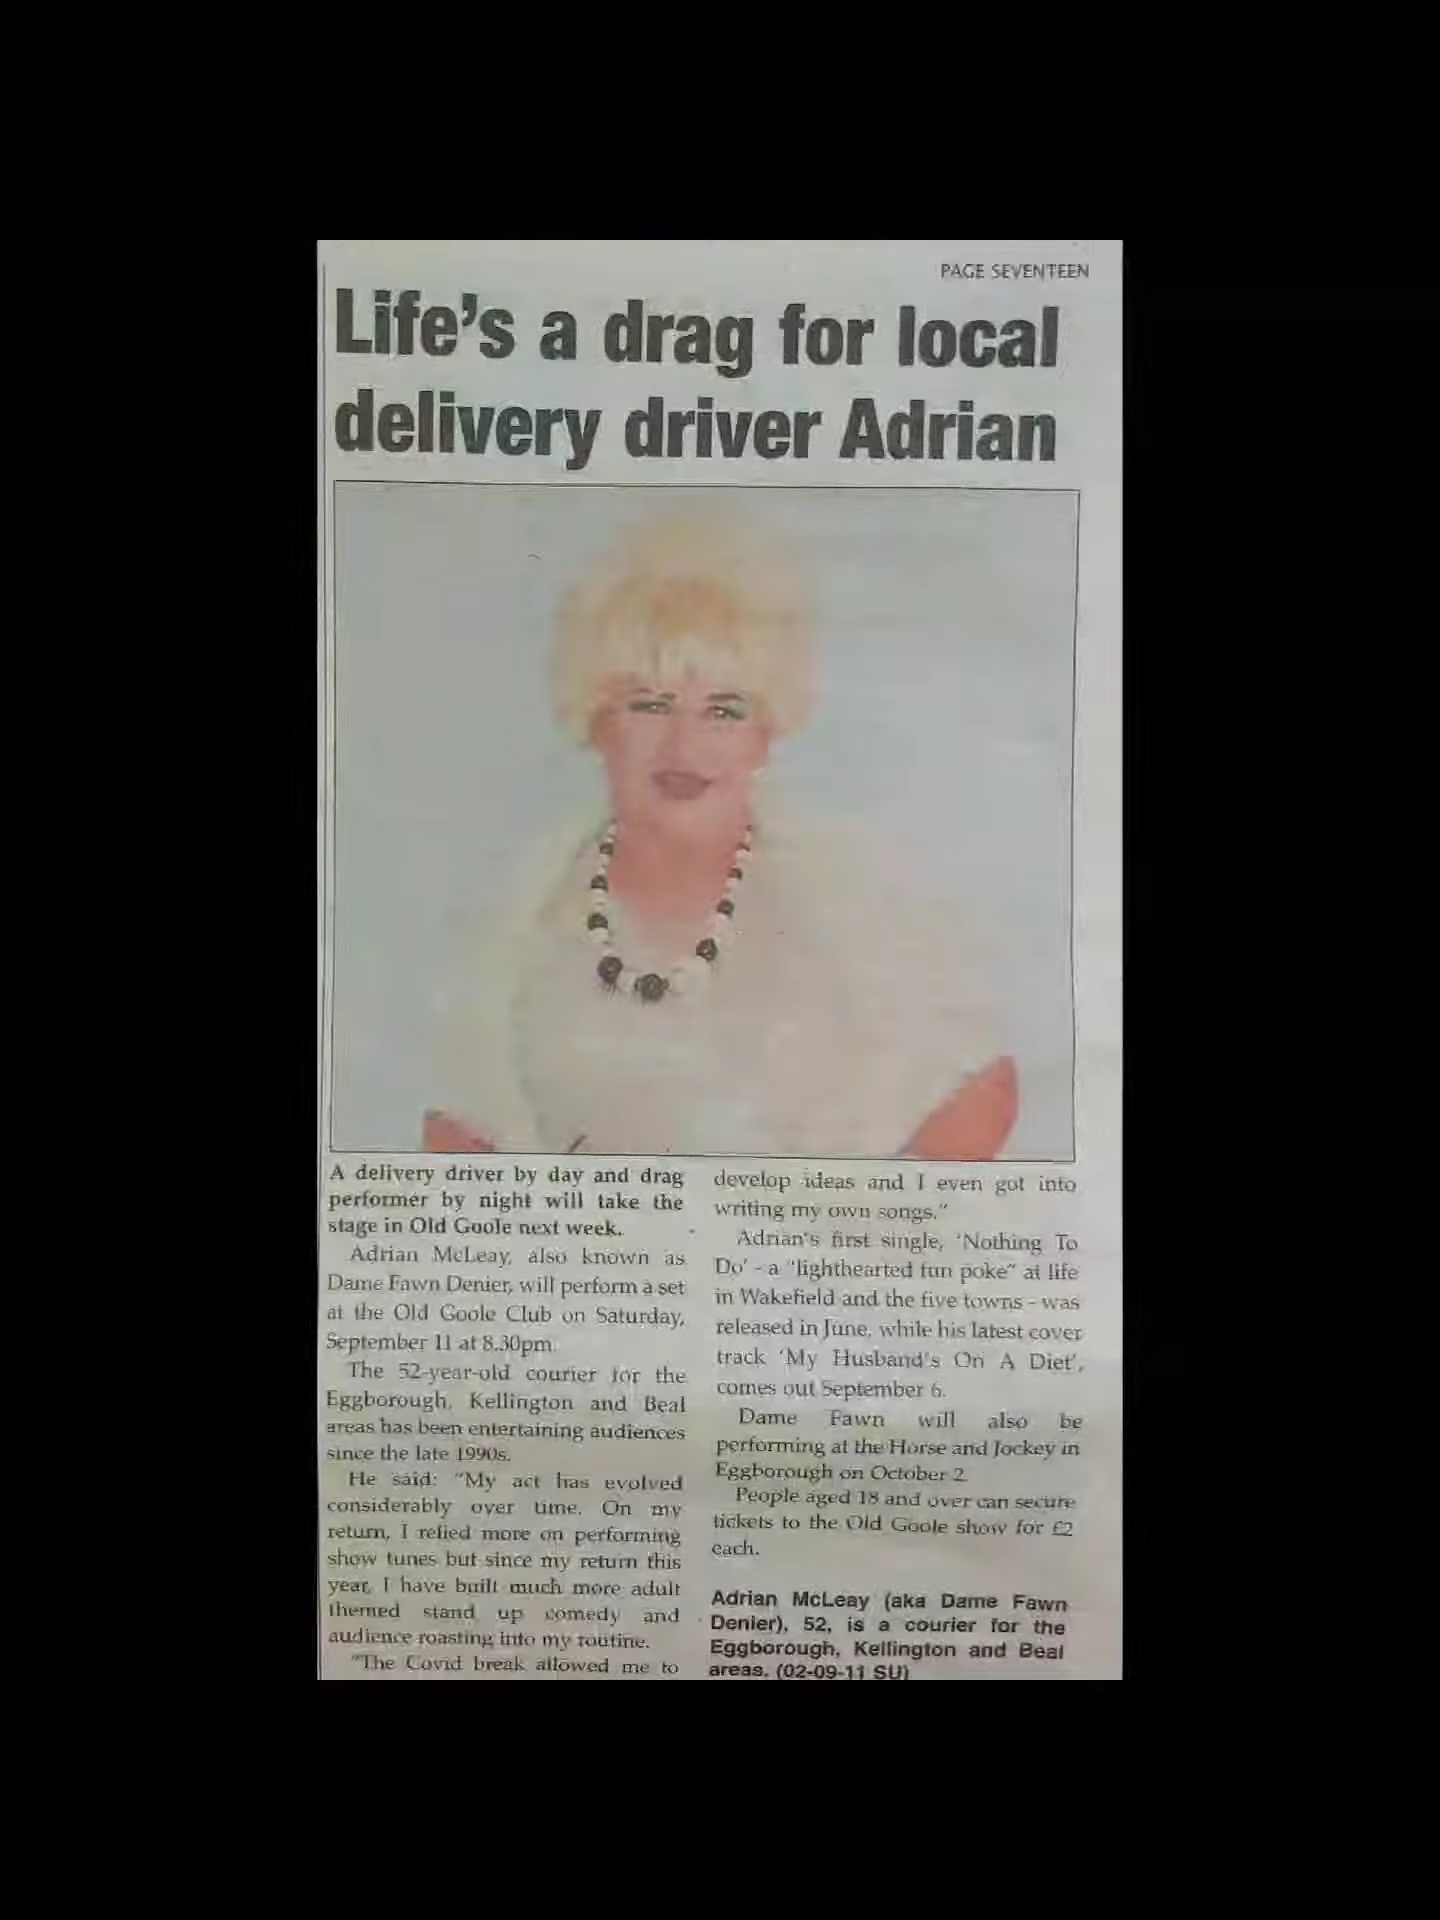 PAGE SEVENTEEN
Life's a drag for local
delivery driver Adrian
A delivery driver by day and drag
performer by night will take the
stage in Old Goole next week.
Adrian McLeay, also known as
Dame Fawn Denier, will perform a set
at the Old Goole Club on Saturday,
September 11 at 8.30pm.
The 52-year-old courier for the
Eggborough, Kellington and Beal
areas has been entertaining audiences
since the late 1990s.
He said: "My act has evolved
considerably over time. On my
return, I relied more on performing
show tunes but since my return this
year, I have built much more adult
themed stand up comedy and
audience roasting into my routine.
"The Covid break allowed me to
develop ideas and I even got into
writing my own songs."
Adrian's first single, 'Nothing To
Do' - a "lighthearted fun poke" at life
in Wakefield and the five towns - was
released in June, while his latest cover
track 'My Husband's On A Diet',
comes out September 6.
Dame Fawn will also be
performing at the Horse and Jockey in
Eggborough on October 2.
People aged 18 and over can secure
tickets to the Old Goole show for £2
each.
Adrian McLeay (aka Dame Fawn
Denier), 52, is a courier for the
Eggborough, Kellington and Beal
areas. (02-09-11 SU)